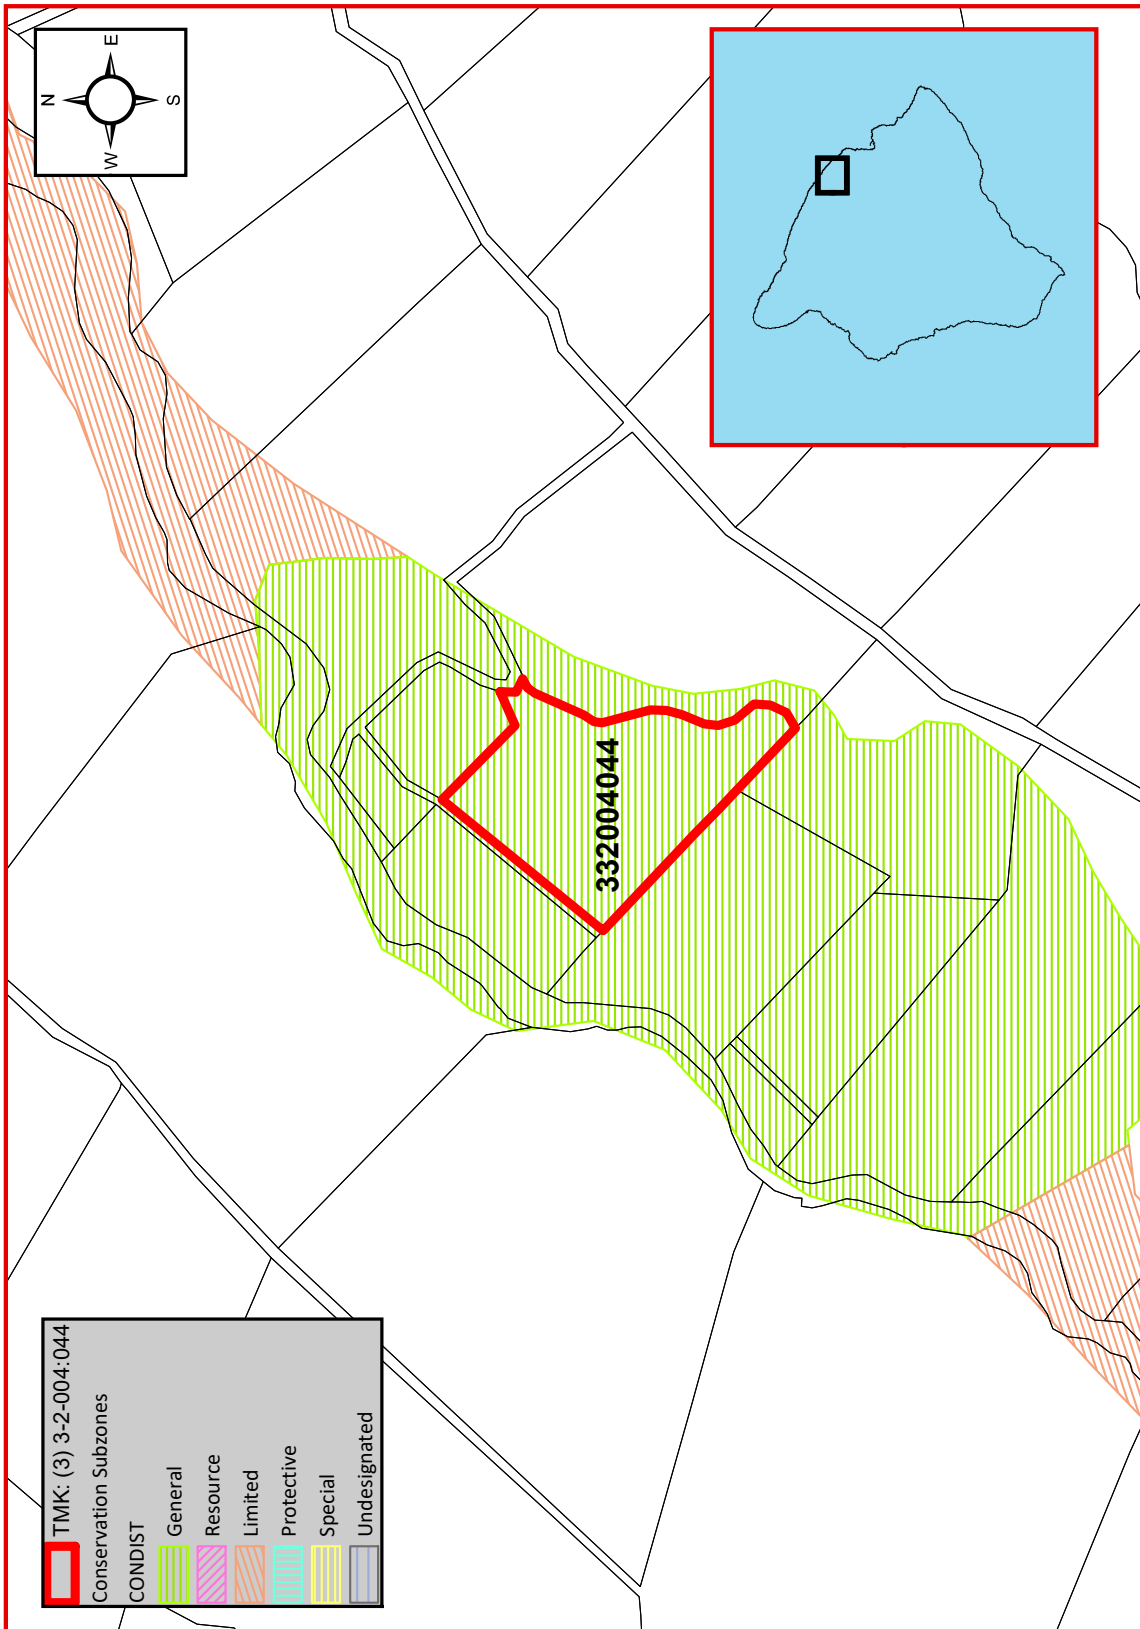 N
E
W
S
TMK: (3) 3-2-004:044
Conservation Subzones
CONDIST
General
Resource
Limited
Protective
Special
Undesignated
332004044